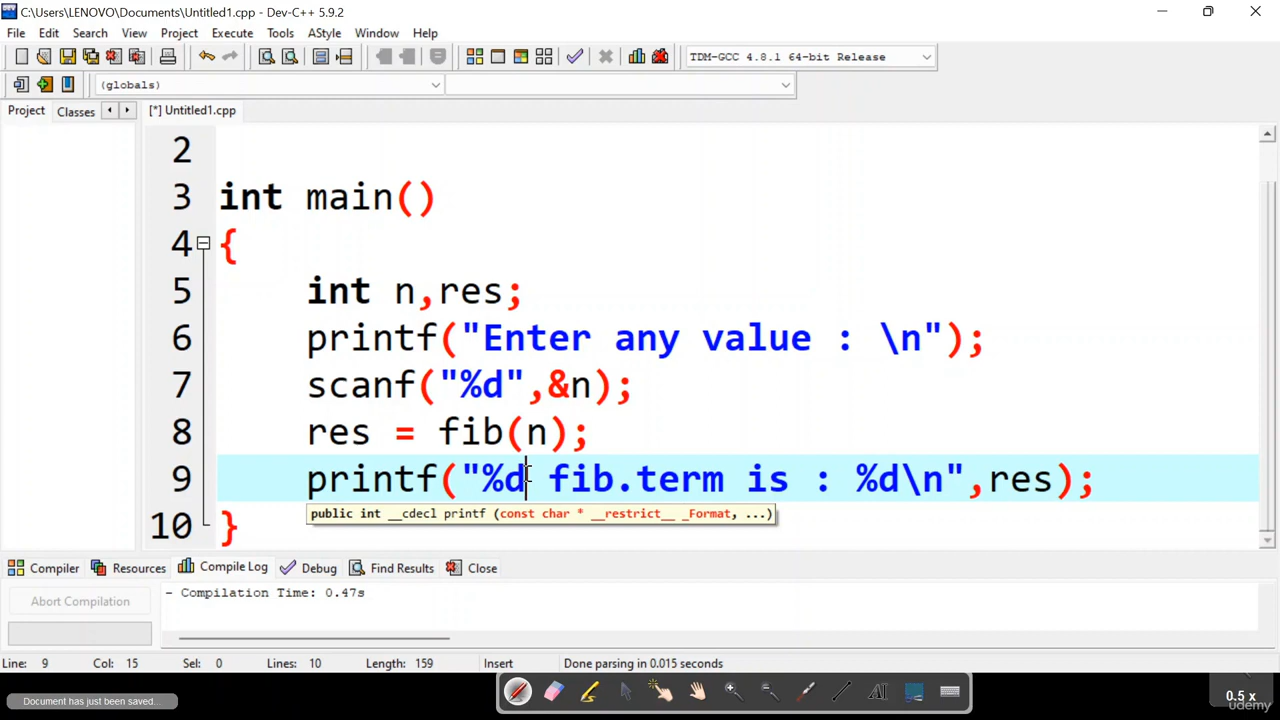 C:\Users\LENOVO\Documents\Untitled1.cpp - Dev-C++ 5.9.2
File Edit Search View Project Execute Tools AStyle Window Help
TDM-GCC 4.8.1 64-bit Release
(globals)
Project Classes [*] Untitled1.cpp
2
3 int main()
4 {
5 int n,res;
6 printf("Enter any value : \n");
7 scanf("%d",&n);
8 res = fib(n);
9 printf("%d fib.term is : %d\n",res);
public int __cdecl printf (const char * __restrict__ _Format, ...)
10 }
Compiler Resources Compile Log Debug Find Results Close
Abort Compilation
- Compilation Time: 0.47s
Line: 9 Col: 15 Sel: 0 Lines: 10 Length: 159 Insert Done parsing in 0.015 seconds
Document has just been saved...
0.5 x
udemy